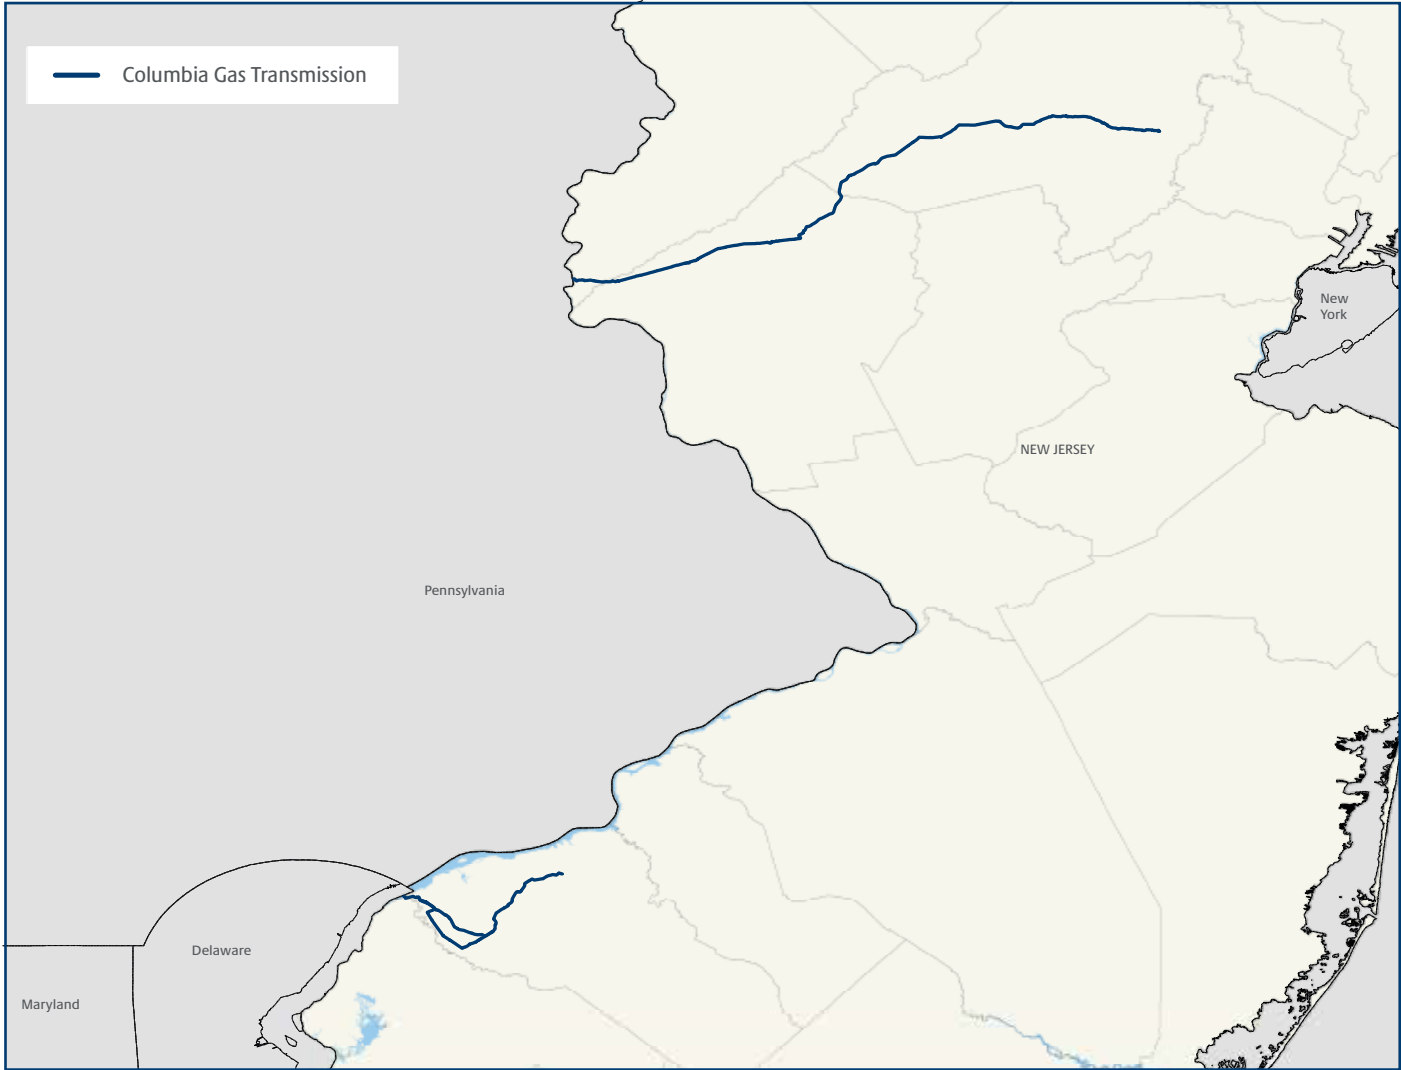 Columbia Gas Transmission
New
York
NEW JERSEY
Pennsylvania
Delaware
Maryland